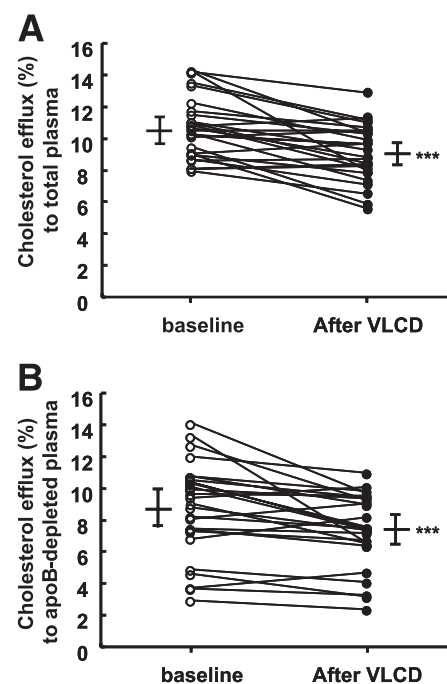 A
Cholesterol efflux (%)
to total plasma
16
14
12
10
8
6
4
2
0
***
baseline After VLCD
B
Cholesterol efflux (%)
to apoB-depleted plasma
16
14
12
10
8
6
4
2
0
***
baseline After VLCD